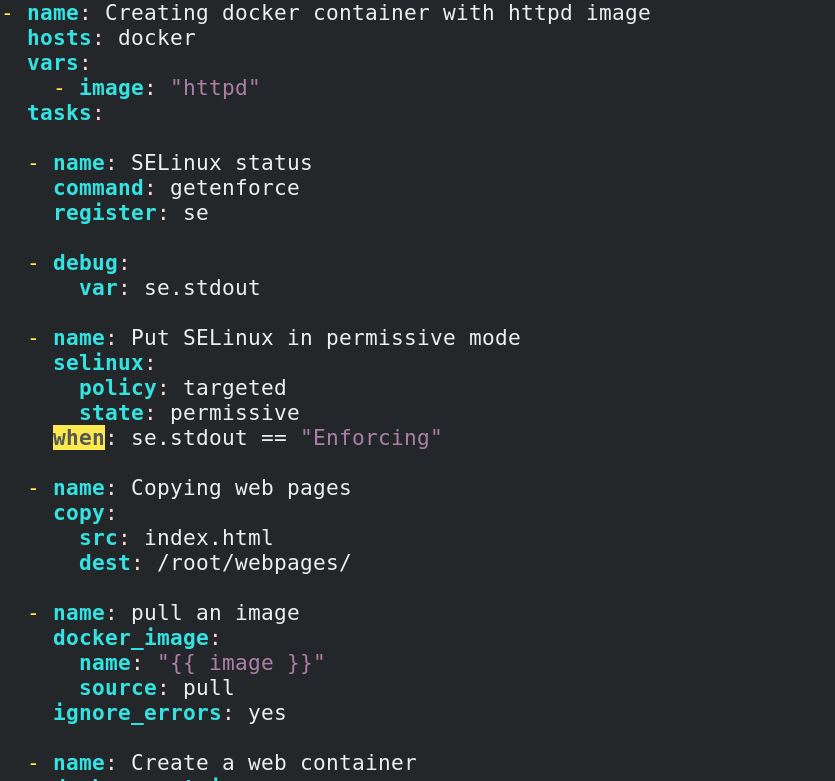 - name: Creating docker container with httpd image
  hosts: docker
  vars:
    - image: "httpd"
  tasks:

  - name: SELinux status
    command: getenforce
    register: se

  - debug:
      var: se.stdout

  - name: Put SELinux in permissive mode
    selinux:
      policy: targeted
      state: permissive
    when: se.stdout == "Enforcing"

  - name: Copying web pages
    copy:
      src: index.html
      dest: /root/webpages/

  - name: pull an image
    docker_image:
      name: "{{ image }}"
      source: pull
    ignore_errors: yes

  - name: Create a web container